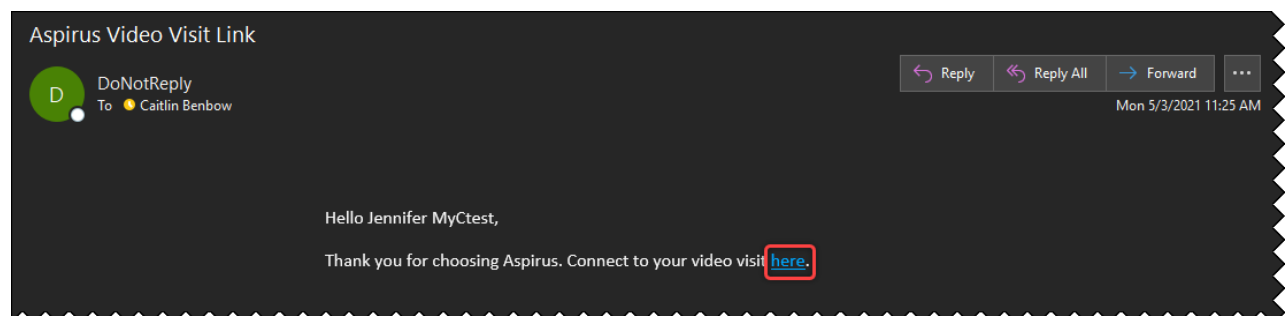 Aspirus Video Visit Link
D
DoNotReply
To Caitlin Benbow
Reply
Reply All
Forward
...
Mon 5/3/2021 11:25 AM
Hello Jennifer MyCtest,
Thank you for choosing Aspirus. Connect to your video visit here.